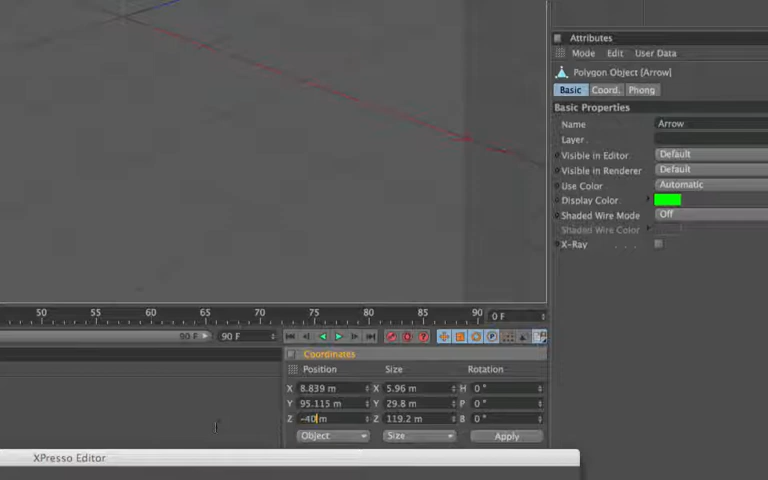 Attributes
Mode Edit User Data
Polygon Object [Arrow]
Basic Coord. Phong
Basic Properties
Name Arrow
Layer
Visible in Editor Default
Visible in Renderer Default
Use Color Automatic
Display Color
Shaded Wire Mode Off
Shaded Wire Color
X-Ray . . . .
50 55 60 65 70 75 80 85 90 0 F
90 F 90 F
Coordinates
Position Size Rotation
X 8.839 m X 5.96 m H 0 °
Y 95.115 m Y 29.8 m P 0 °
Z -40 m Z 119.2 m B 0 °
Object Size Apply
XPresso Editor